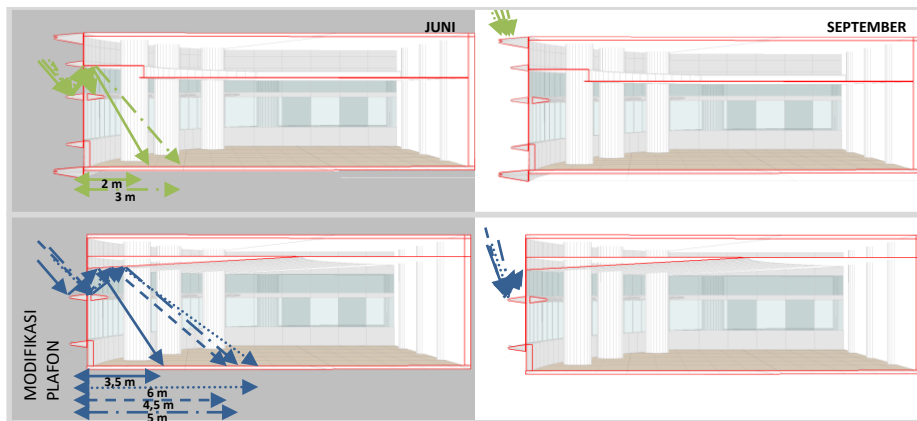 JUNI
SEPTEMBER
2 m
3 m
MODIFIKASI
PLAFON
3,5 m
6 m
4,5 m
5 m